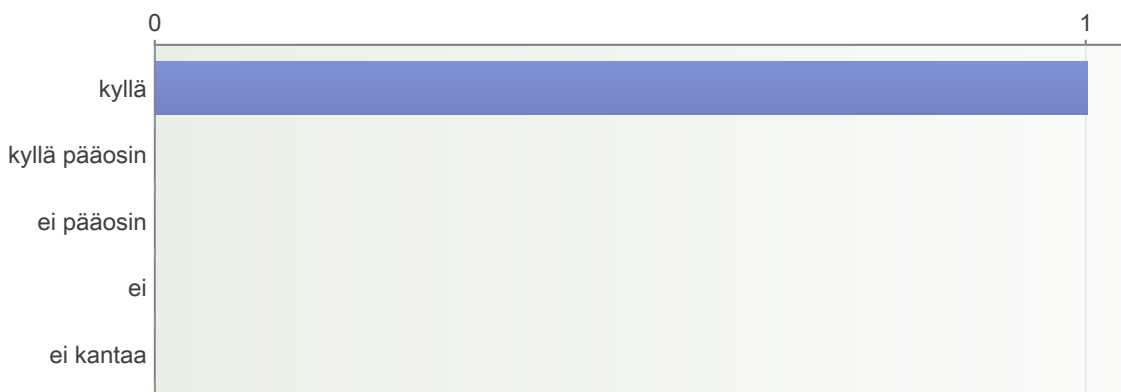 0 1
kyllä
kyllä pääosin
ei pääosin
ei
ei kantaa